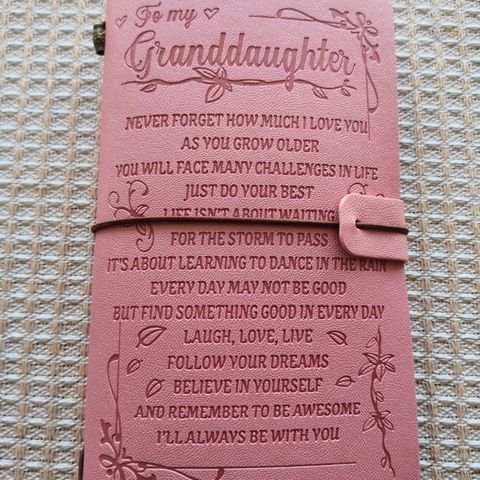 To my
Granddaughter
NEVER FORGET HOW MUCH I LOVE YOU
AS YOU GROW OLDER
YOU WILL FACE MANY CHALLENGES IN LIFE
JUST DO YOUR BEST
LIFE ISN'T ABOUT WAITING
FOR THE STORM TO PASS
IT'S ABOUT LEARNING TO DANCE IN THE RAIN
EVERY DAY MAY NOT BE GOOD
BUT FIND SOMETHING GOOD IN EVERY DAY
LAUGH, LOVE, LIVE
FOLLOW YOUR DREAMS
BELIEVE IN YOURSELF
AND REMEMBER TO BE AWESOME
I'LL ALWAYS BE WITH YOU